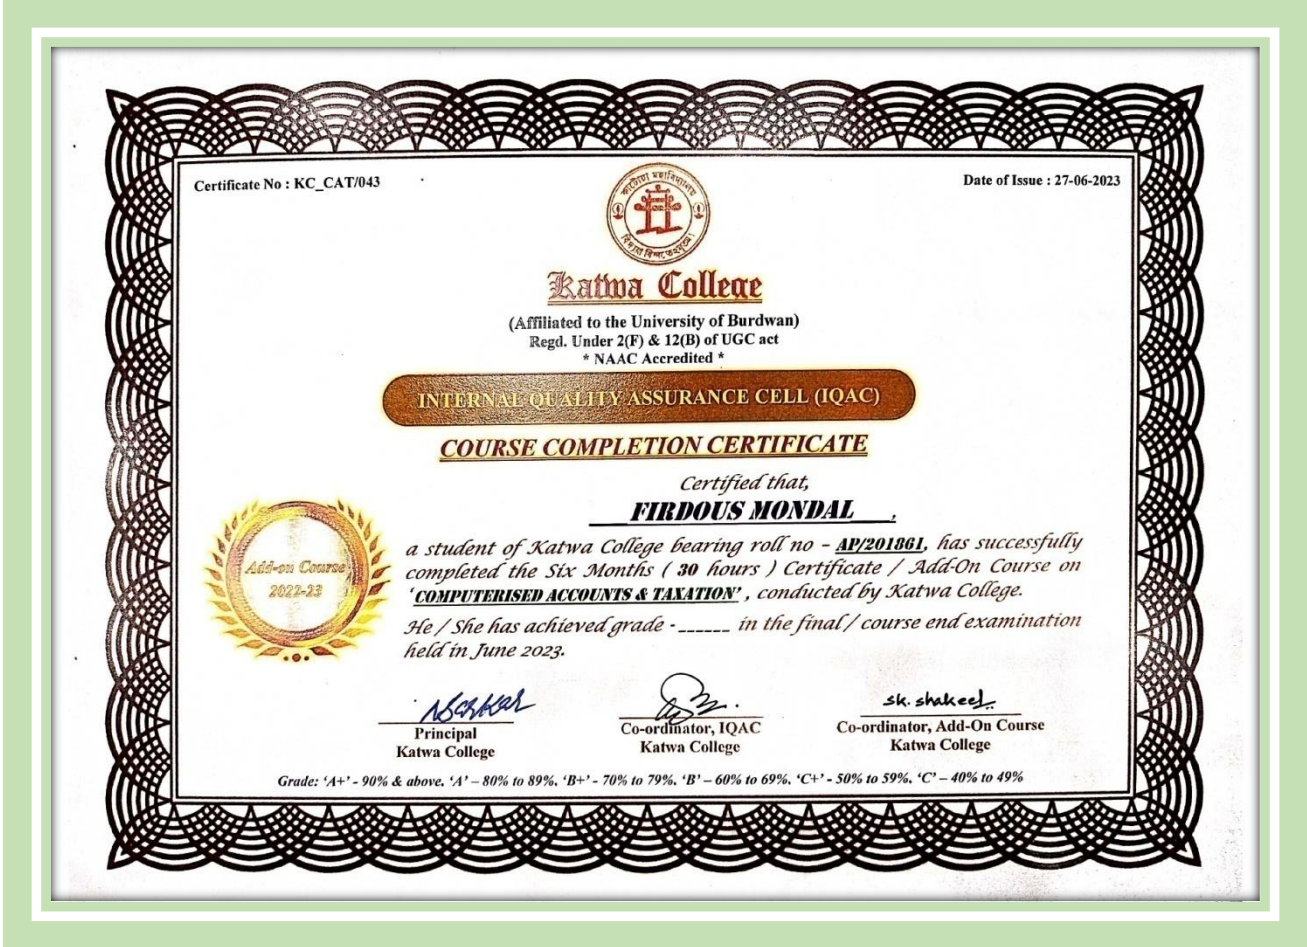 Certificate No : KC_CAT/043
Date of Issue : 27-06-2023
কাটোয়া মহাবিদ্যালয়
Katwa College
(Affiliated to the University of Burdwan)
Regd. Under 2(F) & 12(B) of UGC act
* NAAC Accredited *
INTERNAL QUALITY ASSURANCE CELL (IQAC)
COURSE COMPLETION CERTIFICATE
Certified that,
FIRDOUS MONDAL ,
a student of Katwa College bearing roll no – AP/201861, has successfully
completed the Six Months ( 30 hours ) Certificate / Add-On Course on
‘COMPUTERISED ACCOUNTS & TAXATION’ , conducted by Katwa College.
He / She has achieved grade - ______ in the final / course end examination
held in June 2023.
Add-on Course
2022-23
NSarkar
sk. shakeel
Principal
Katwa College
Co-ordinator, IQAC
Katwa College
Co-ordinator, Add-On Course
Katwa College
Grade: ‘A+’ - 90% & above, ‘A’ – 80% to 89%, ‘B+’ - 70% to 79%, ‘B’ – 60% to 69%, ‘C+’ - 50% to 59%, ‘C’ – 40% to 49%